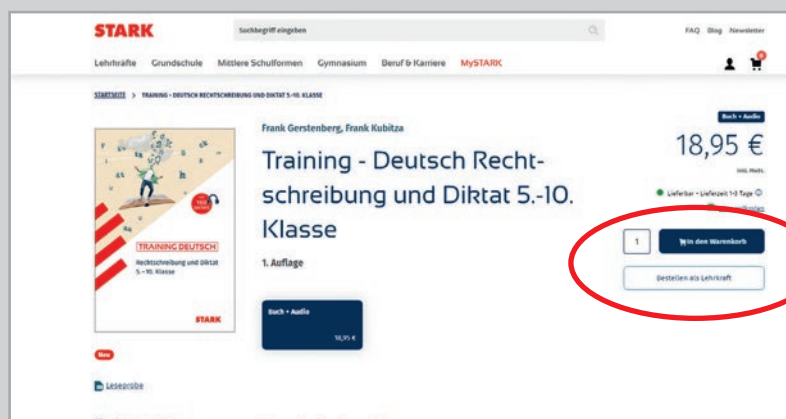 STARK
Suchbegriff eingeben
FAQ Blog Newsletter
Lehrkräfte Grundschule Mittlere Schulformen Gymnasium Beruf & Karriere MySTARK
STARTSEITE > TRAINING - DEUTSCH RECHTSCHREIBUNG UND DIKTAT 5.-10. KLASSE
Frank Gerstenberg, Frank Kubitza
Training - Deutsch Recht-
schreibung und Diktat 5.-10.
Klasse
1. Auflage
Buch + Audio
18,95 €
TRAINING DEUTSCH
Rechtschreibung und Diktat
5.-10. Klasse
STARK
Neu
Leseprobe
Buch + Audio
18,95 €
inkl. MwSt.
Lieferbar - Lieferzeit 1-3 Tage
1
In den Warenkorb
Bestellen als Lehrkraft